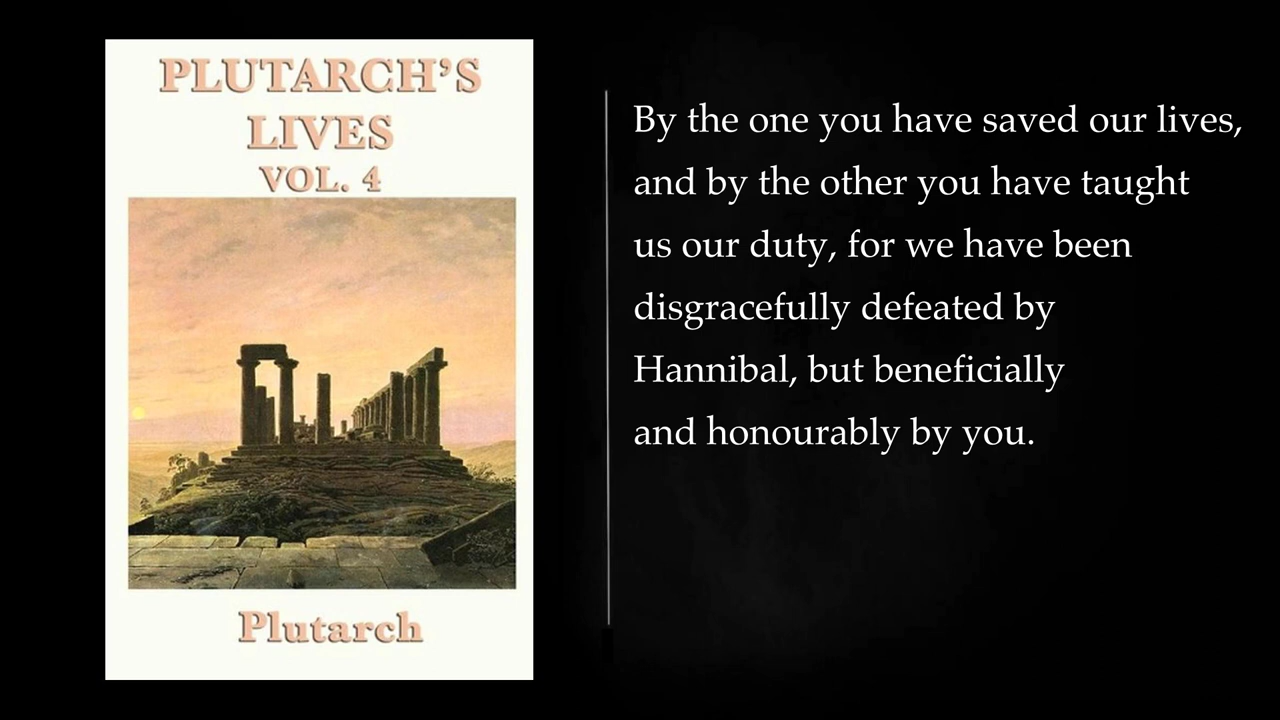 PLUTARCH'S
LIVES
VOL. 4
Plutarch
By the one you have saved our lives,
and by the other you have taught
us our duty, for we have been
disgracefully defeated by
Hannibal, but beneficially
and honourably by you.